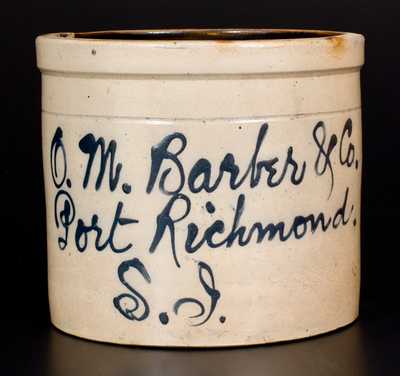 O. M. Barber & Co.
Port Richmond.
S. I.